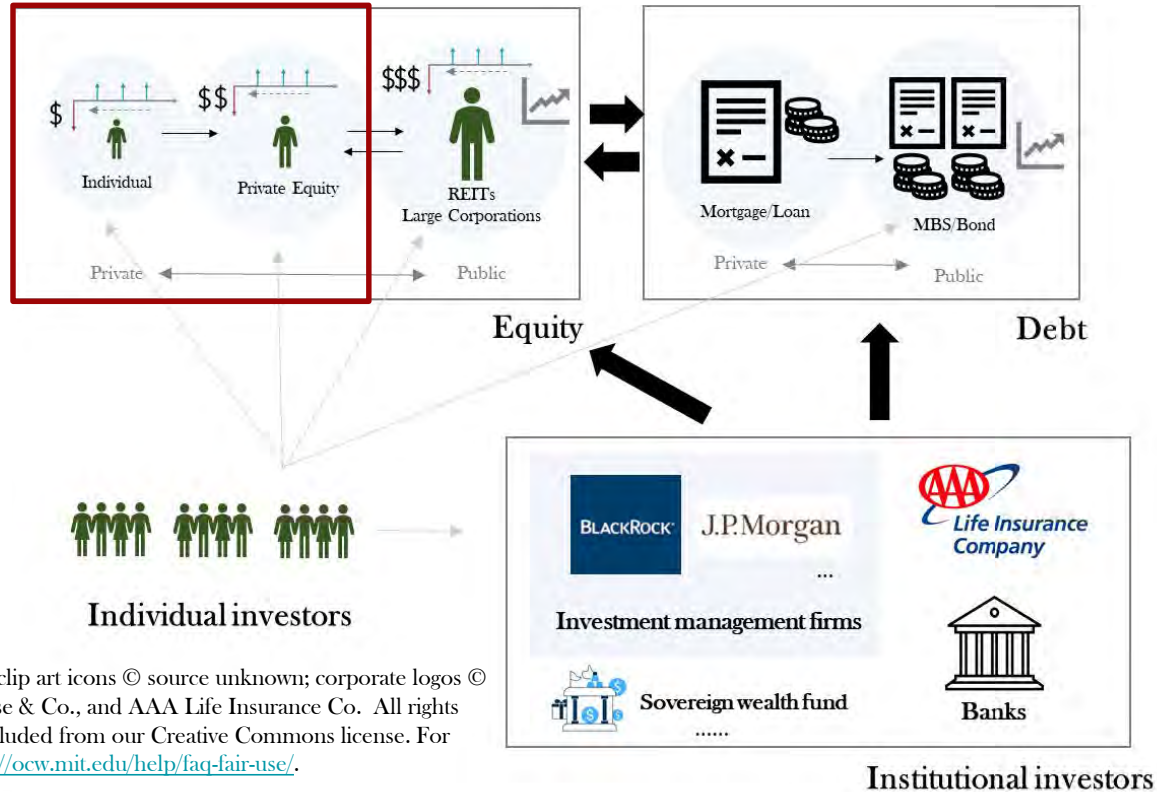 $
$$
$$$
Individual
Private Equity
REITs
Large Corporations
Private
Public
Equity
Mortgage/Loan
MBS/Bond
Private
Public
Debt
Individual investors
BLACKROCK
J.P.Morgan
...
Investment management firms
AAA
Life Insurance
Company
Sovereign wealth fund
......
Banks
Institutional investors
clip art icons © source unknown; corporate logos ©
se & Co., and AAA Life Insurance Co. All rights
luded from our Creative Commons license. For
//ocw.mit.edu/help/faq-fair-use/.